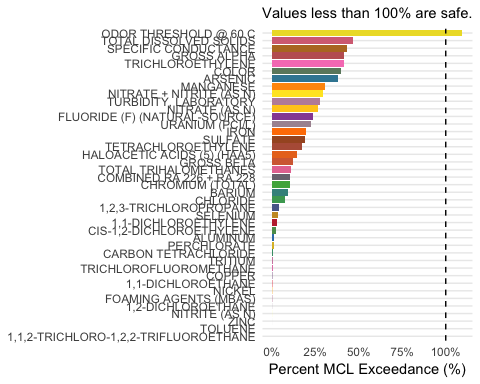 Values less than 100% are safe.
ODOR THRESHOLD @ 60 C
TOTAL DISSOLVED SOLIDS
SPECIFIC CONDUCTANCE
GROSS ALPHA
TRICHLOROETHYLENE
COLOR
ARSENIC
MANGANESE
NITRATE + NITRITE (AS N)
TURBIDITY, LABORATORY
NITRATE (AS N)
FLUORIDE (F) (NATURAL-SOURCE)
URANIUM (PCI/L)
IRON
SULFATE
TETRACHLOROETHYLENE
HALOACETIC ACIDS (5) (HAA5)
GROSS BETA
TOTAL TRIHALOMETHANES
COMBINED RA 226 + RA 228
CHROMIUM (TOTAL)
BARIUM
CHLORIDE
1,2,3-TRICHLOROPROPANE
SELENIUM
1,1-DICHLOROETHYLENE
CIS-1,2-DICHLOROETHYLENE
ALUMINUM
PERCHLORATE
CARBON TETRACHLORIDE
TRITIUM
TRICHLOROFLUOROMETHANE
COPPER
1,1-DICHLOROETHANE
NICKEL
FOAMING AGENTS (MBAS)
1,2-DICHLOROETHANE
NITRITE (AS N)
ZINC
TOLUENE
1,1,2-TRICHLORO-1,2,2-TRIFLUOROETHANE
0% 25% 50% 75% 100%
Percent MCL Exceedance (%)